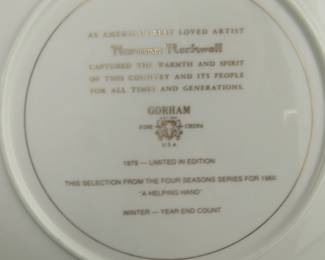 AS AMERICA'S BEST LOVED ARTIST
Norman Rockwell
CAPTURED THE WARMTH AND SPIRIT
OF THIS COUNTRY AND ITS PEOPLE
FOR ALL TIMES AND GENERATIONS.
GORHAM
FINE CHINA
U.S.A.
1979 — LIMITED IN EDITION
THIS SELECTION FROM THE FOUR SEASONS SERIES FOR 1980
"A HELPING HAND"
WINTER — YEAR END COUNT